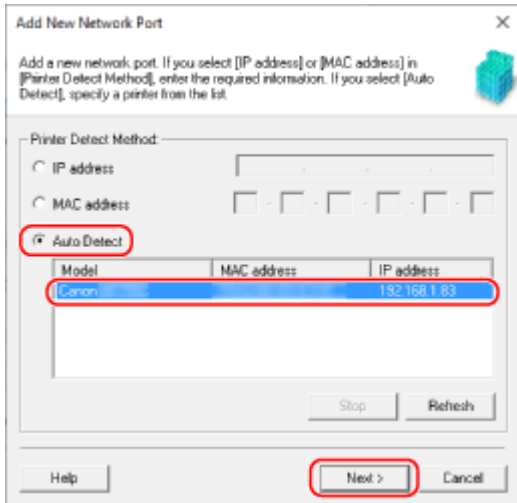 Add New Network Port
Add a new network port. If you select [IP address] or [MAC address] in
[Printer Detect Method], enter the required information. If you select [Auto
Detect], specify a printer from the list.
Printer Detect Method:
IP address
MAC address
Auto Detect
Model MAC address IP address
Canon 192.168.1.83
Stop Refresh
Help Next > Cancel